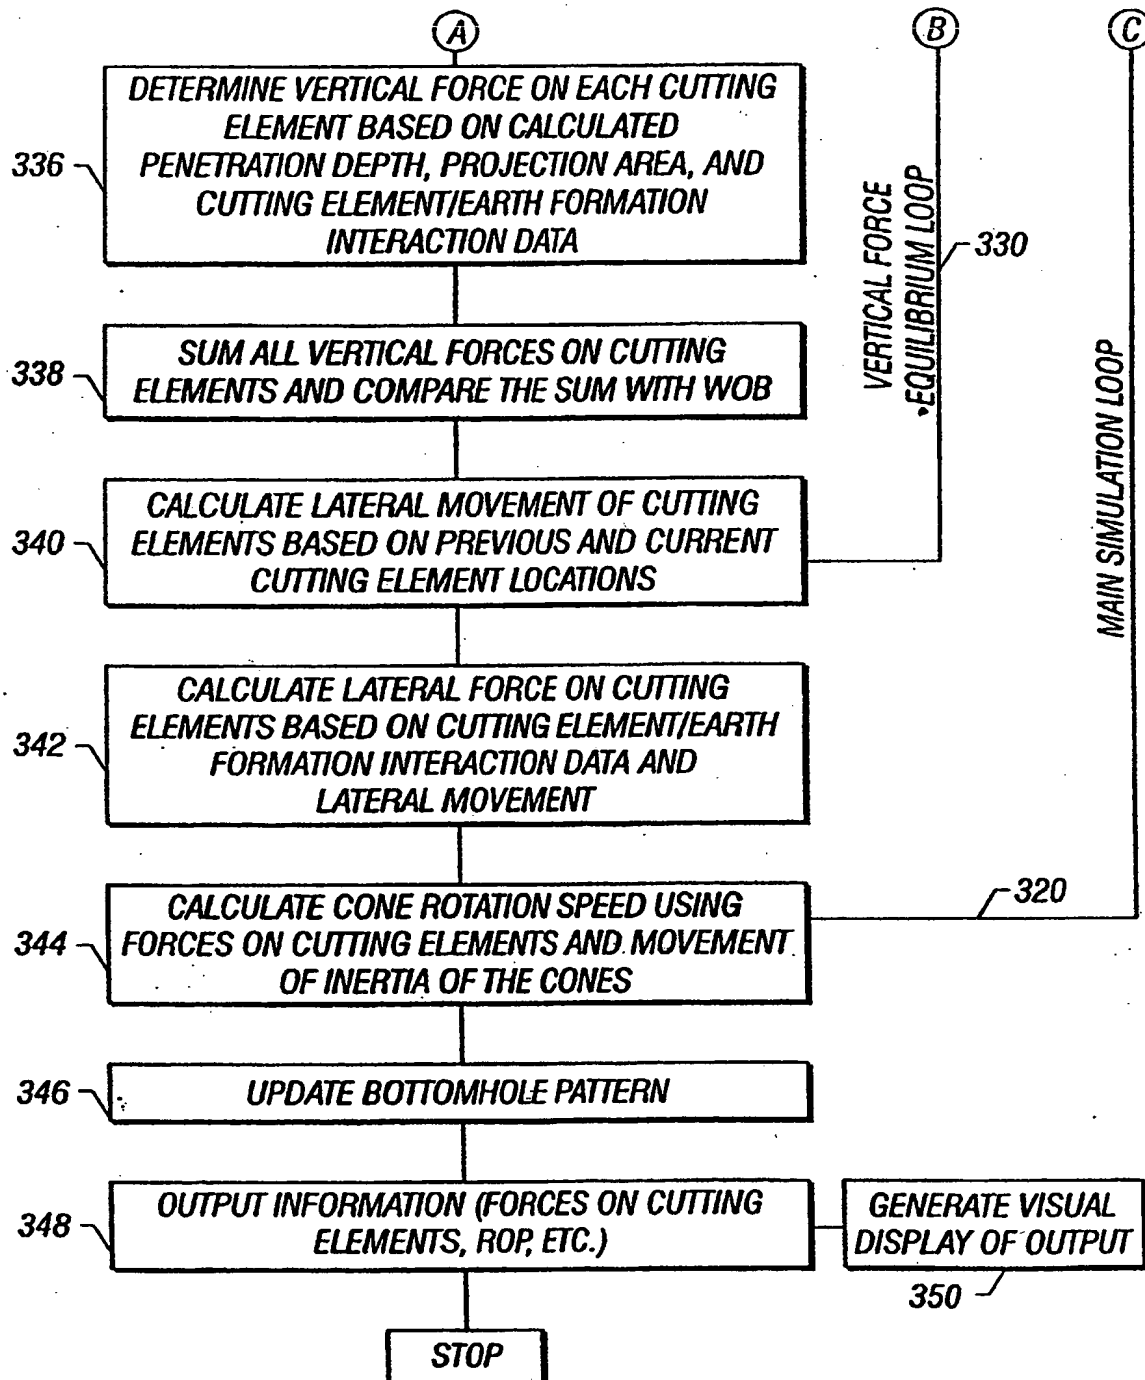 A
B
C
DETERMINE VERTICAL FORCE ON EACH CUTTING
ELEMENT BASED ON CALCULATED
PENETRATION DEPTH, PROJECTION AREA, AND
CUTTING ELEMENT/EARTH FORMATION
INTERACTION DATA
336
VERTICAL FORCE
EQUILIBRIUM LOOP
330
MAIN SIMULATION LOOP
SUM ALL VERTICAL FORCES ON CUTTING
ELEMENTS AND COMPARE THE SUM WITH WOB
338
CALCULATE LATERAL MOVEMENT OF CUTTING
ELEMENTS BASED ON PREVIOUS AND CURRENT
CUTTING ELEMENT LOCATIONS
340
CALCULATE LATERAL FORCE ON CUTTING
ELEMENTS BASED ON CUTTING ELEMENT/EARTH
FORMATION INTERACTION DATA AND
LATERAL MOVEMENT
342
CALCULATE CONE ROTATION SPEED USING
FORCES ON CUTTING ELEMENTS AND MOVEMENT
OF INERTIA OF THE CONES
344
320
UPDATE BOTTOMHOLE PATTERN
346
OUTPUT INFORMATION (FORCES ON CUTTING
ELEMENTS, ROP, ETC.)
348
GENERATE VISUAL
DISPLAY OF OUTPUT
350
STOP